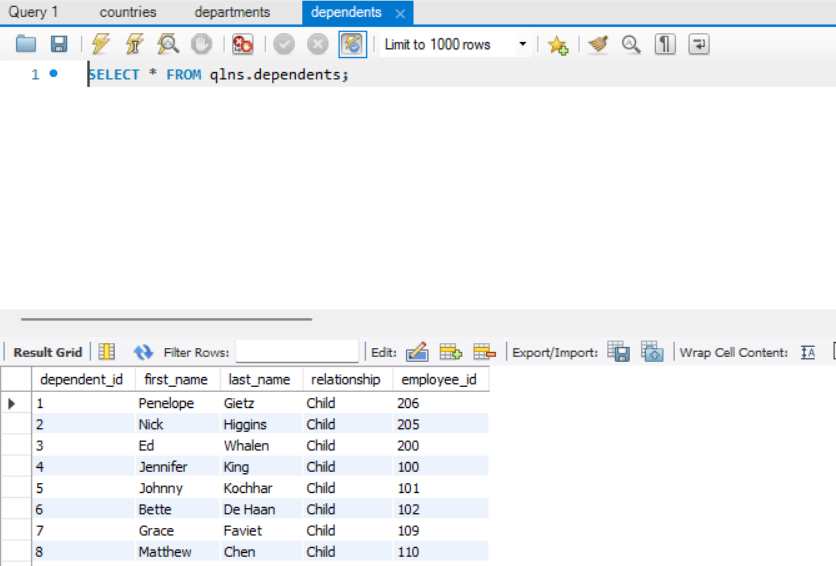 Query 1 countries departments dependents ×
Limit to 1000 rows
1 SELECT * FROM qlns.dependents;
Result Grid Filter Rows: Edit: Export/Import: Wrap Cell Content: IA
dependent_id first_name last_name relationship employee_id
1 Penelope Gietz Child 206
2 Nick Higgins Child 205
3 Ed Whalen Child 200
4 Jennifer King Child 100
5 Johnny Kochhar Child 101
6 Bette De Haan Child 102
7 Grace Faviet Child 109
8 Matthew Chen Child 110